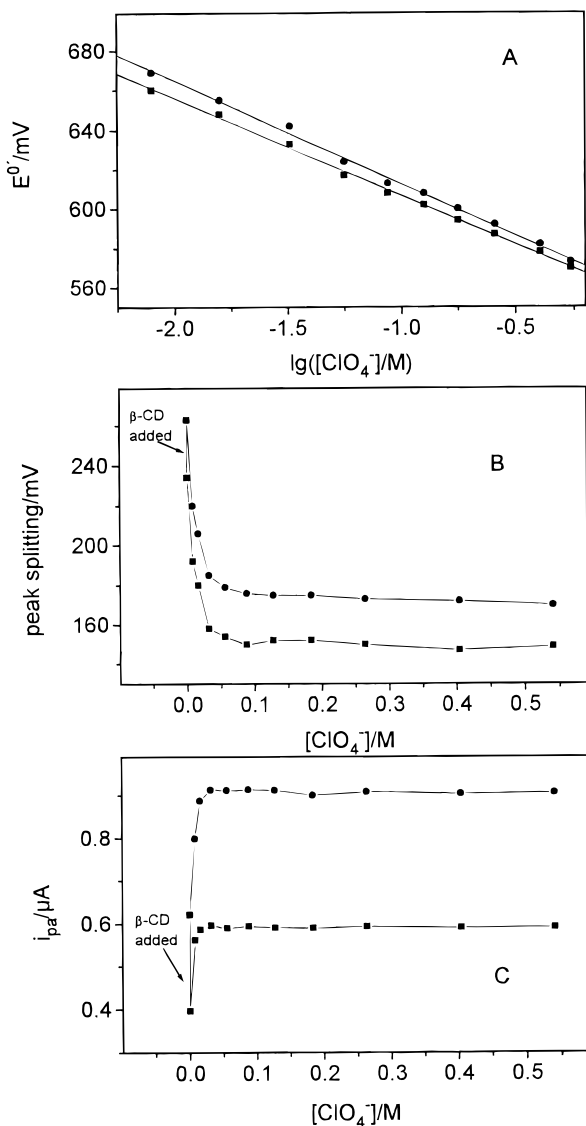 A
680
640
600
560
E⁰′/mV
-2.0 -1.5 -1.0 -0.5
lg([ClO₄⁻]/M)
B
β-CD
added
240
200
160
peak splitting/mV
0.0 0.1 0.2 0.3 0.4 0.5
[ClO₄⁻]/M
0.8
0.6
0.4
i_pa/μA
β-CD
added
C
0.0 0.1 0.2 0.3 0.4 0.5
[ClO₄⁻]/M